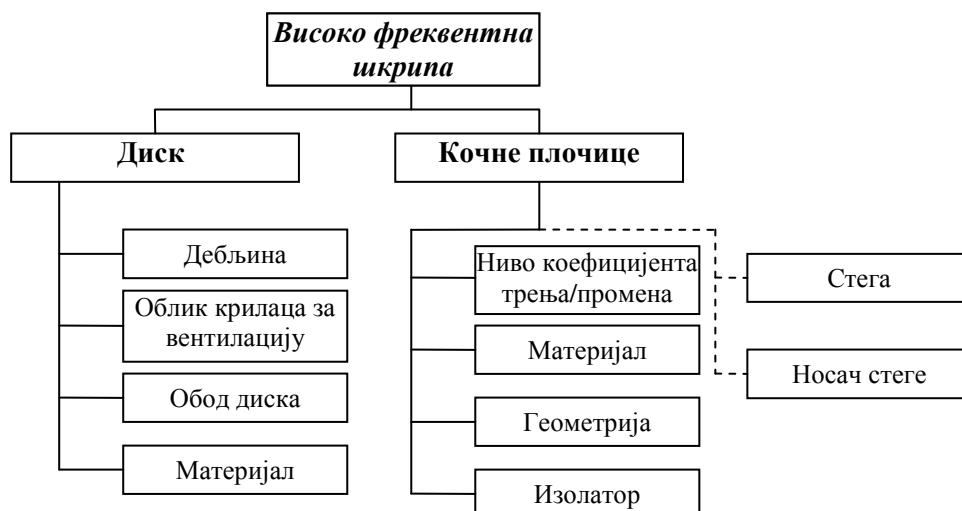 Високо фреквентна
шкрипа
Диск
Кочне плочице
Дебљина
Облик крилаца за
вентилацију
Обод диска
Материјал
Ниво коефицијента
трења/промена
Материјал
Геометрија
Изолатор
Стега
Носач стеге